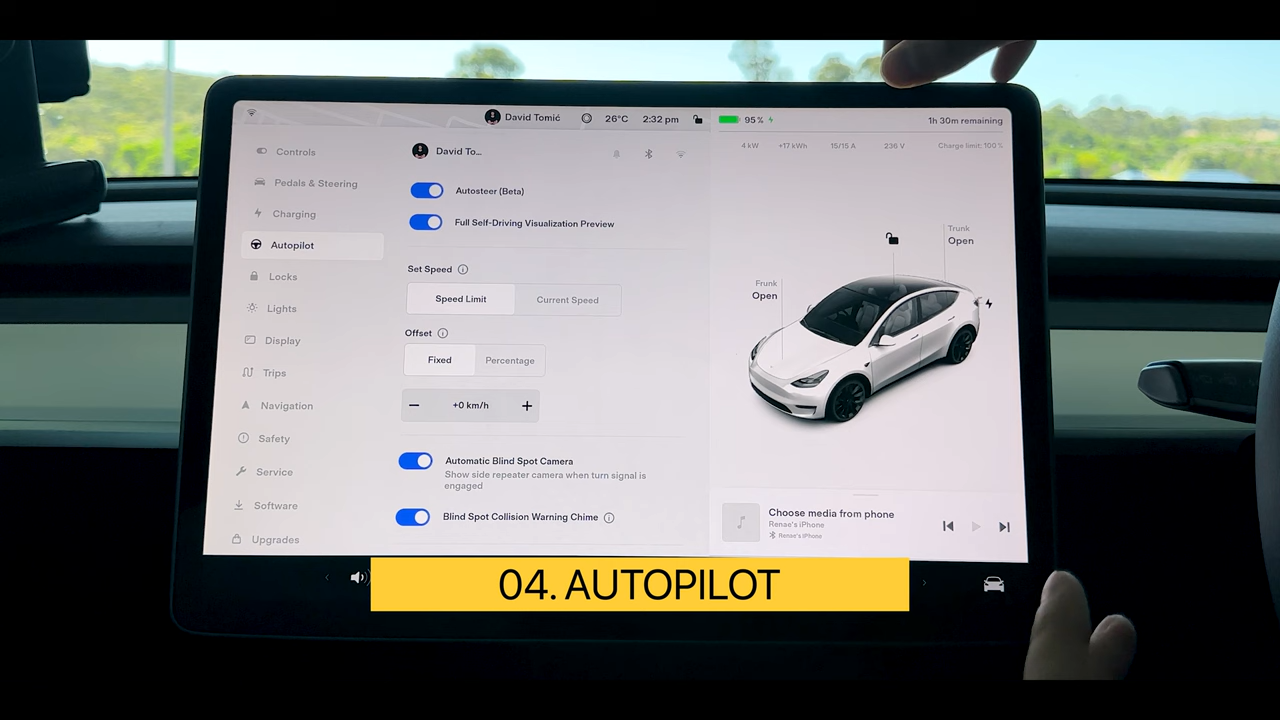 David Tomić
26°C
2:32 pm
95 %
1h 30m remaining
4 kW
+17 kWh
15/15 A
236 V
Charge limit: 100 %
Controls
Pedals & Steering
Charging
Autopilot
Locks
Lights
Display
Trips
Navigation
Safety
Service
Software
Upgrades
David To...
Autosteer (Beta)
Full Self-Driving Visualization Preview
Set Speed
Speed Limit
Current Speed
Offset
Fixed
Percentage
+0 km/h
Automatic Blind Spot Camera
Show side repeater camera when turn signal is
engaged
Blind Spot Collision Warning Chime
Trunk
Open
Frunk
Open
Choose media from phone
Renae's iPhone
Renae's iPhone
04. AUTOPILOT